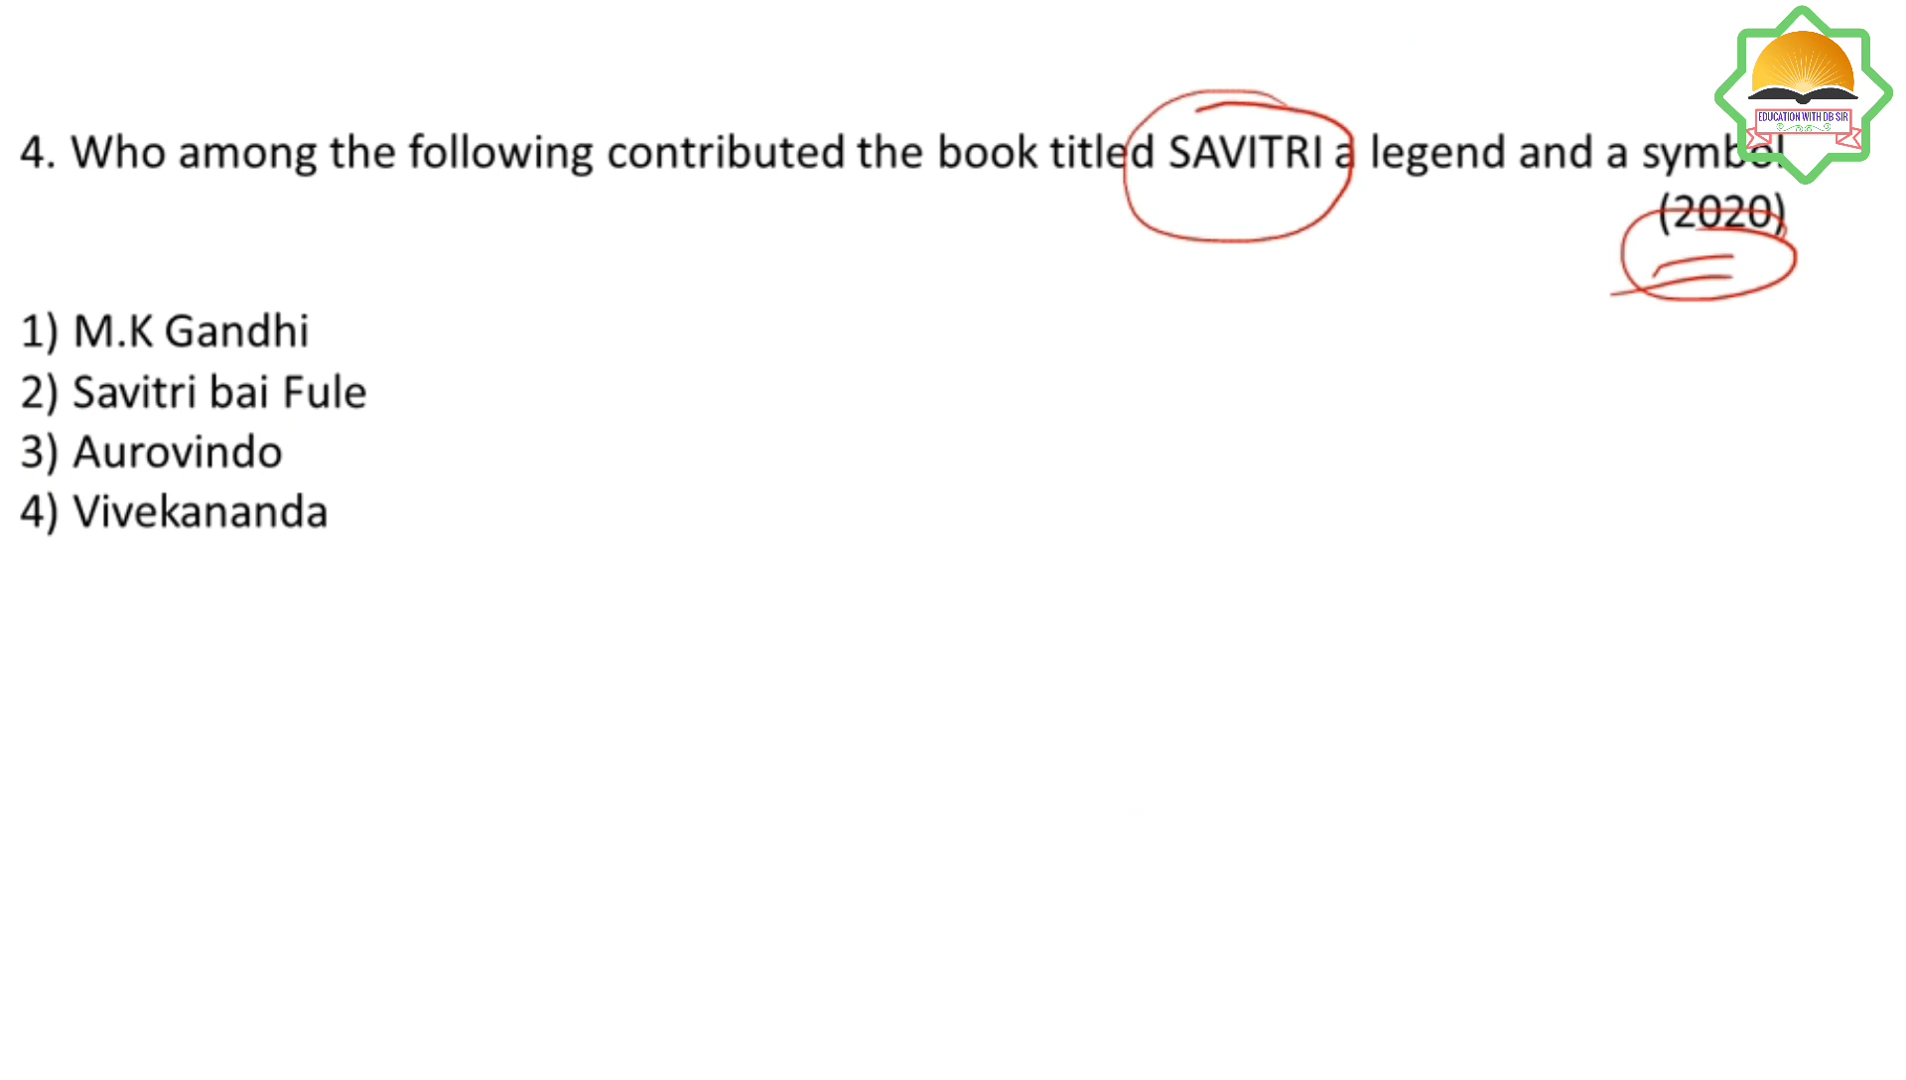 EDUCATION WITH DB SIR
4. Who among the following contributed the book titled SAVITRI a legend and a symbol
(2020)
1) M.K Gandhi
2) Savitri bai Fule
3) Aurovindo
4) Vivekananda